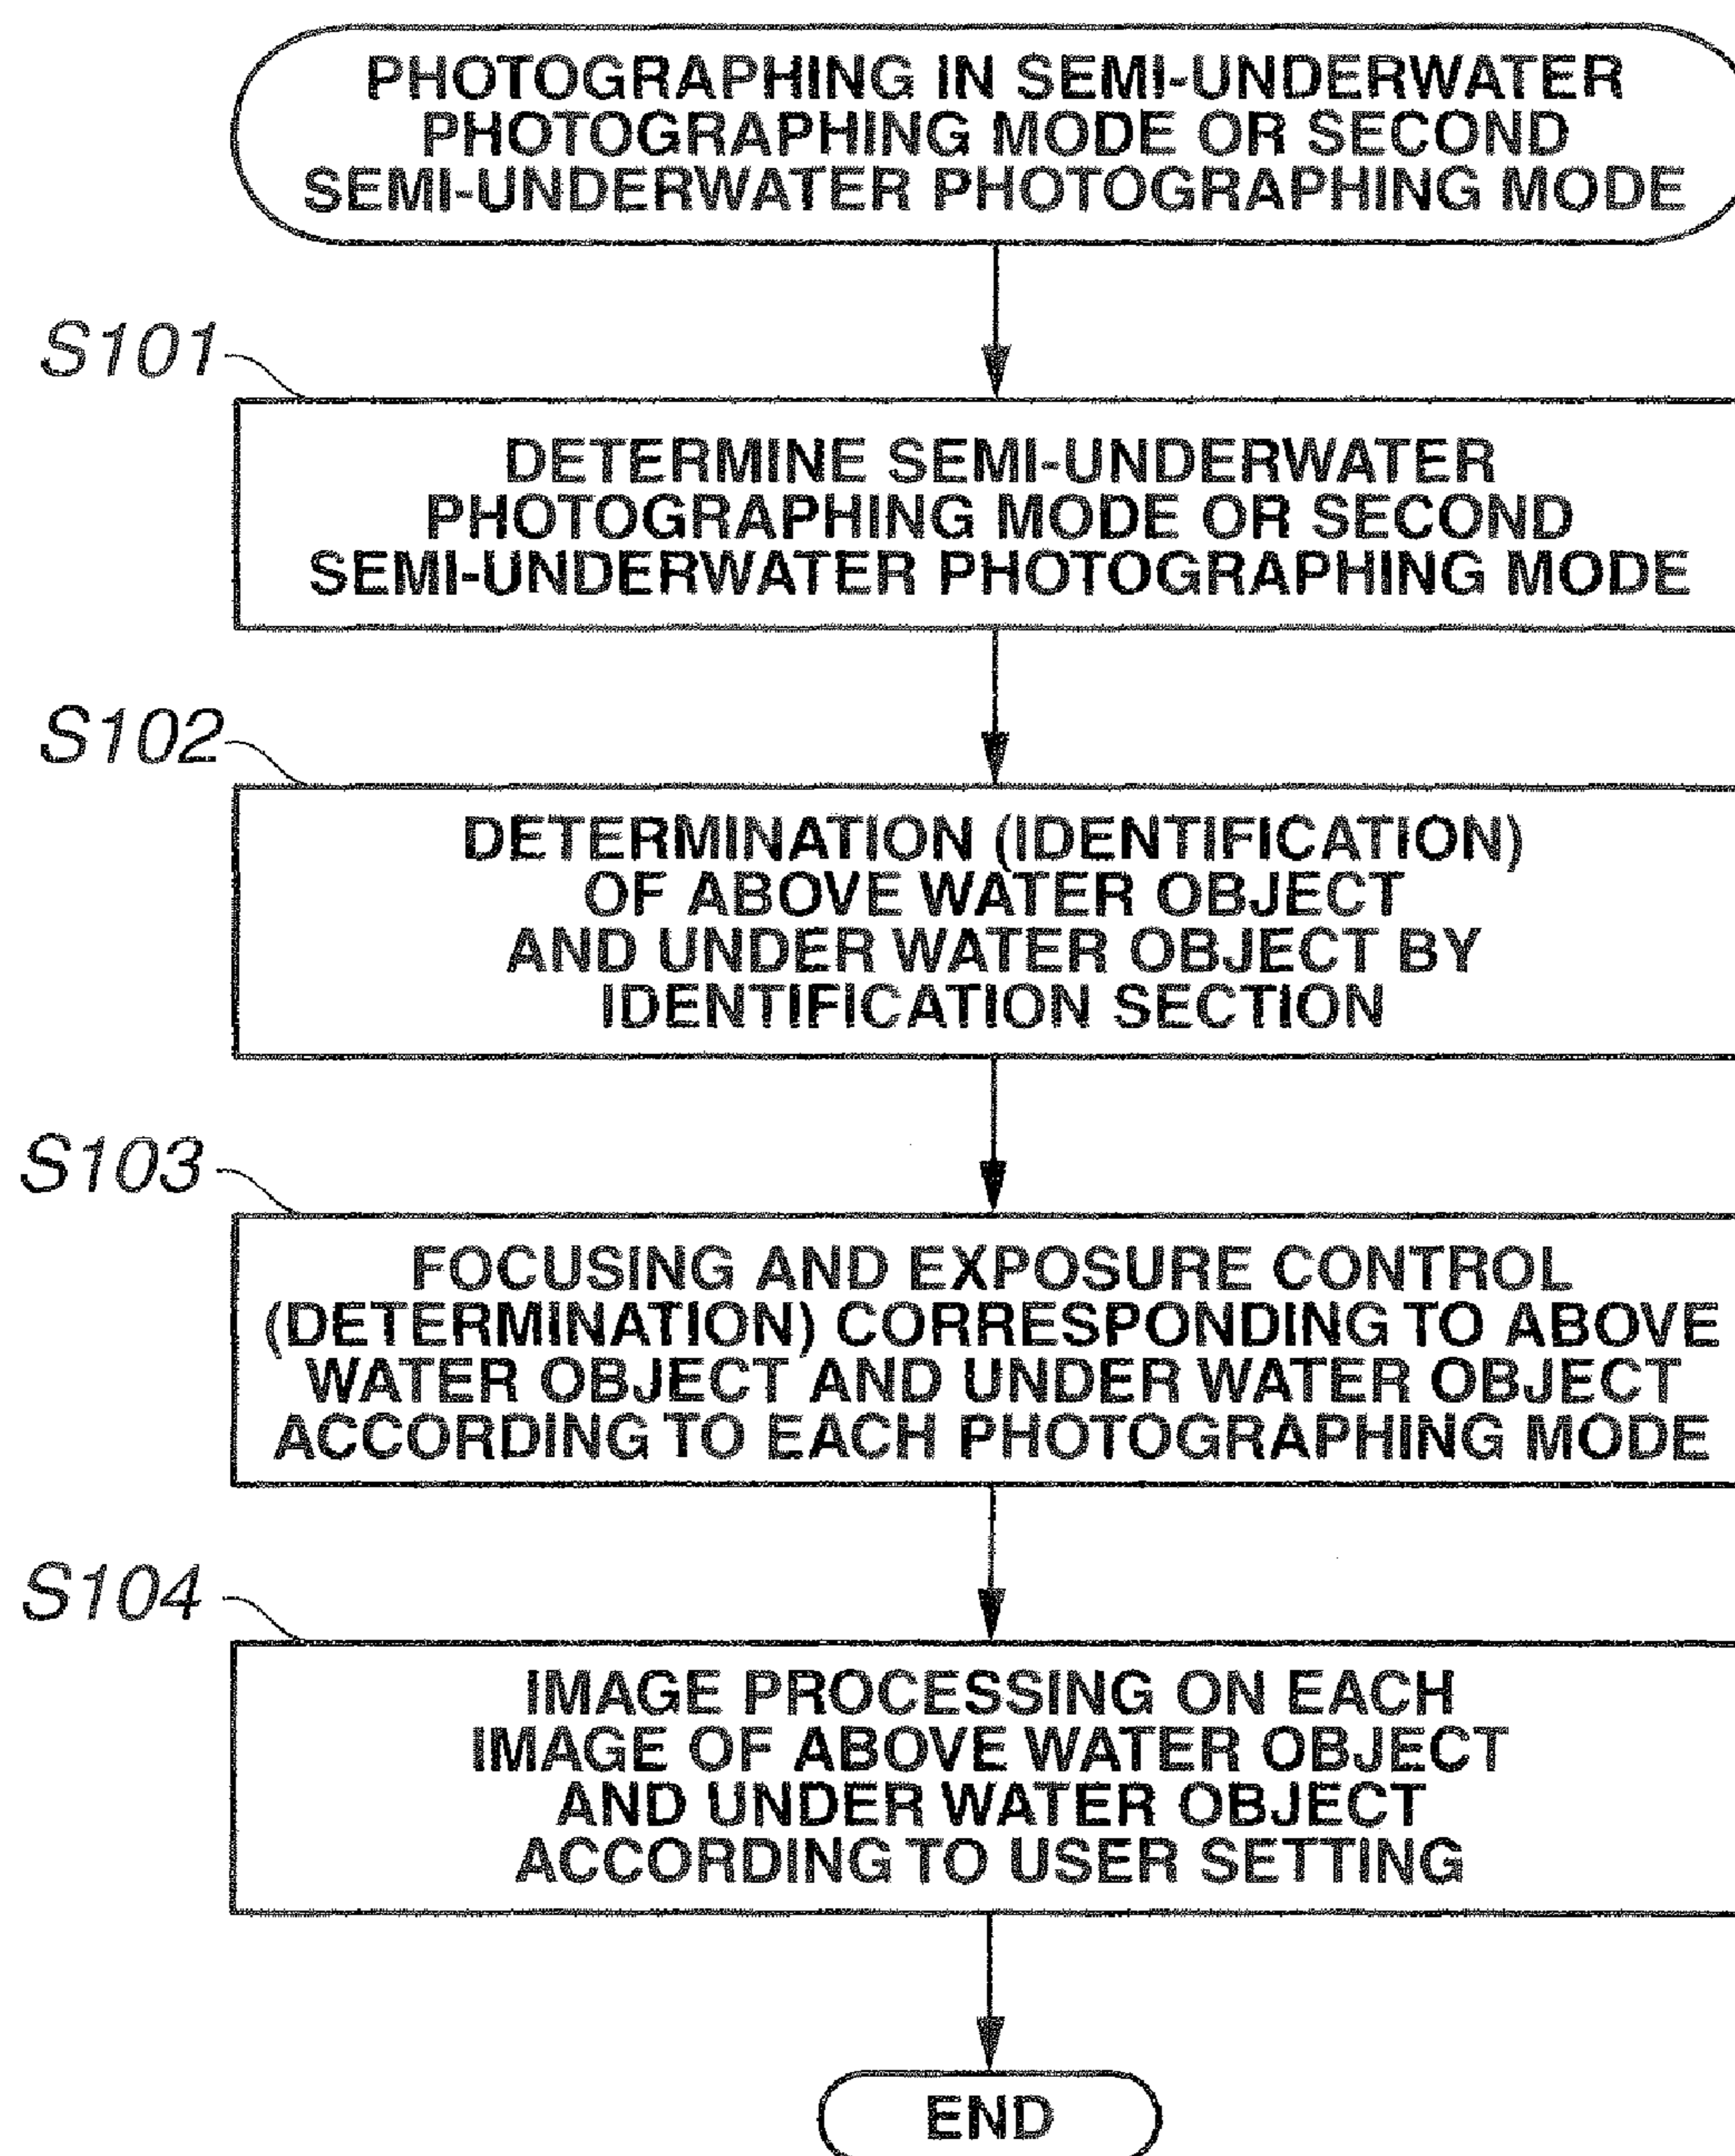 PHOTOGRAPHING IN SEMI-UNDERWATER
PHOTOGRAPHING MODE OR SECOND
SEMI-UNDERWATER PHOTOGRAPHING MODE
S101
DETERMINE SEMI-UNDERWATER
PHOTOGRAPHING MODE OR SECOND
SEMI-UNDERWATER PHOTOGRAPHING MODE
S102
DETERMINATION (IDENTIFICATION)
OF ABOVE WATER OBJECT
AND UNDER WATER OBJECT BY
IDENTIFICATION SECTION
S103
FOCUSING AND EXPOSURE CONTROL
(DETERMINATION) CORRESPONDING TO ABOVE
WATER OBJECT AND UNDER WATER OBJECT
ACCORDING TO EACH PHOTOGRAPHING MODE
S104
IMAGE PROCESSING ON EACH
IMAGE OF ABOVE WATER OBJECT
AND UNDER WATER OBJECT
ACCORDING TO USER SETTING
END